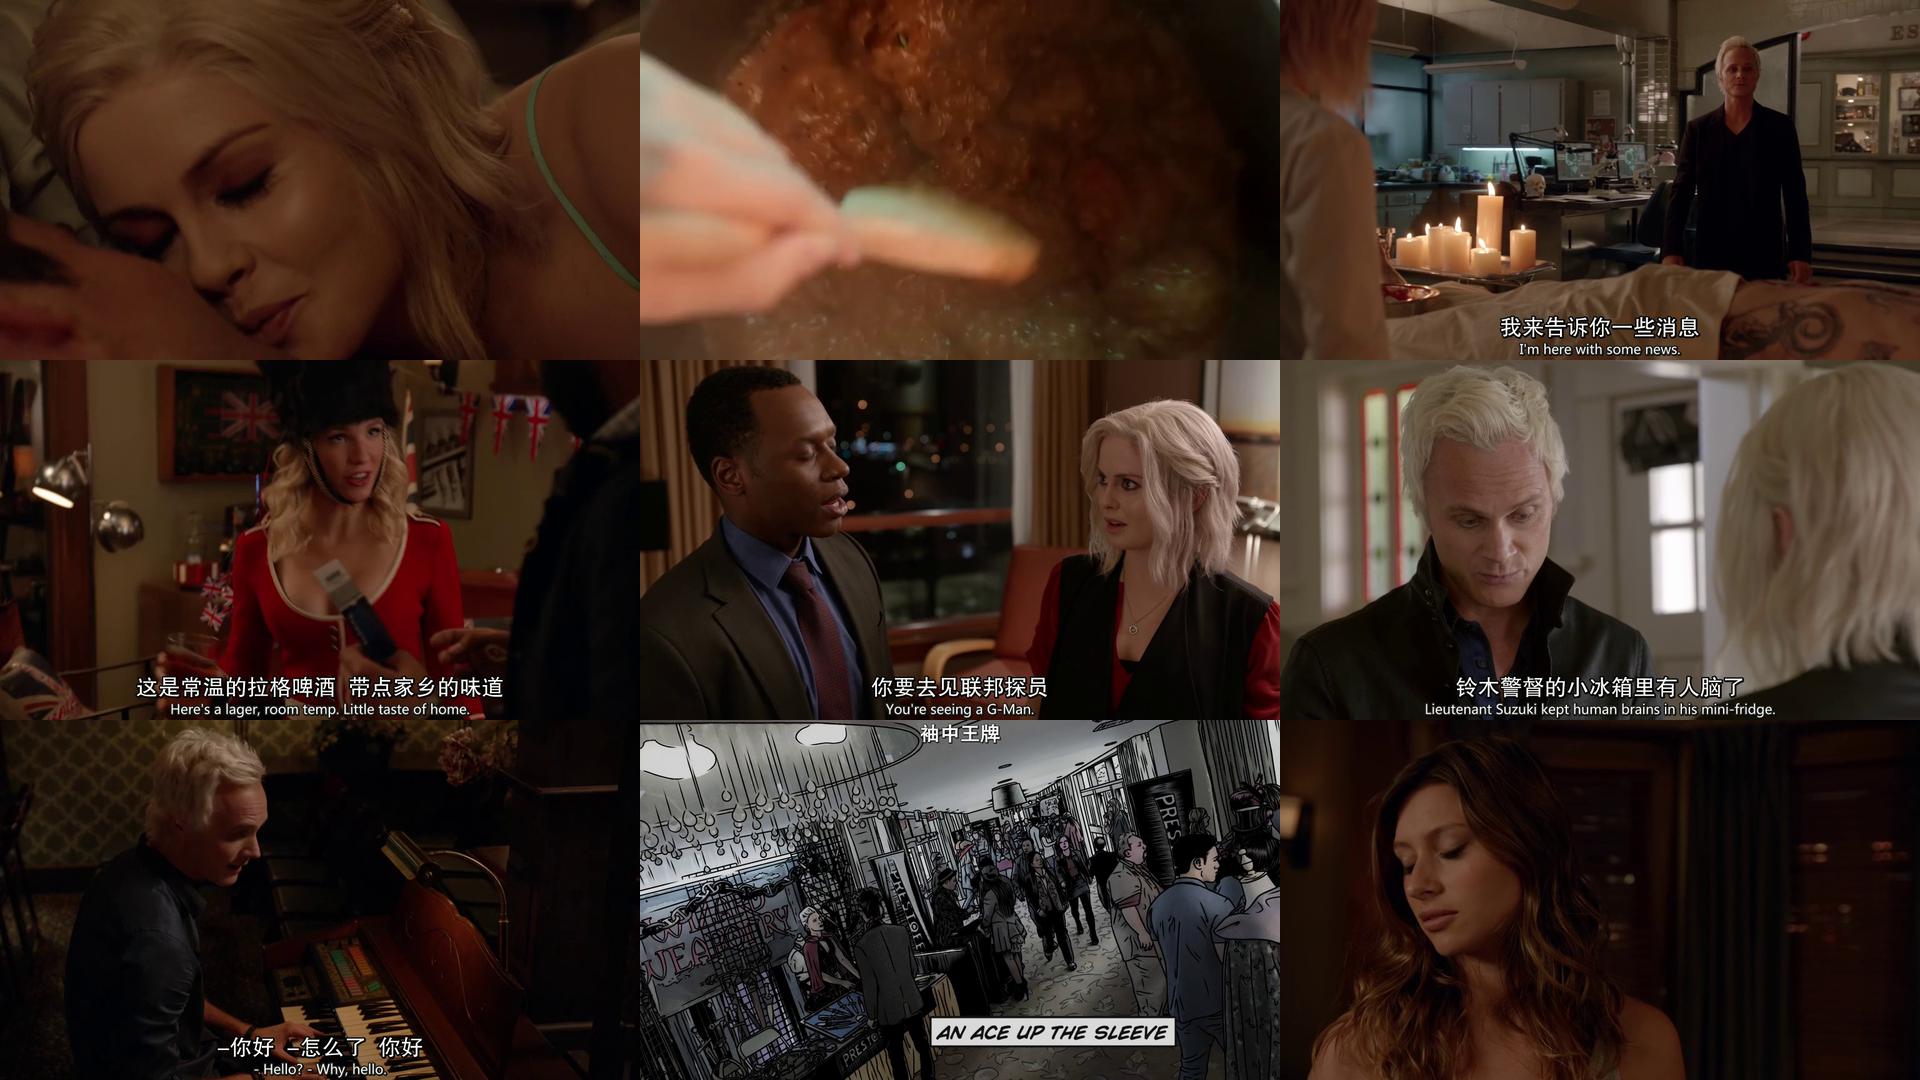 ES
我来告诉你一些消息
I'm here with some news.
这是常温的拉格啤酒 带点家乡的味道
Here's a lager, room temp. Little taste of home.
你要去见联邦探员
You're seeing a G-Man.
铃木警督的小冰箱里有人脑了
Lieutenant Suzuki kept human brains in his mini-fridge.
–你好 –怎么了 你好
- Hello? - Why, hello.
袖中王牌
PRES
PRESTO
AN ACE UP THE SLEEVE